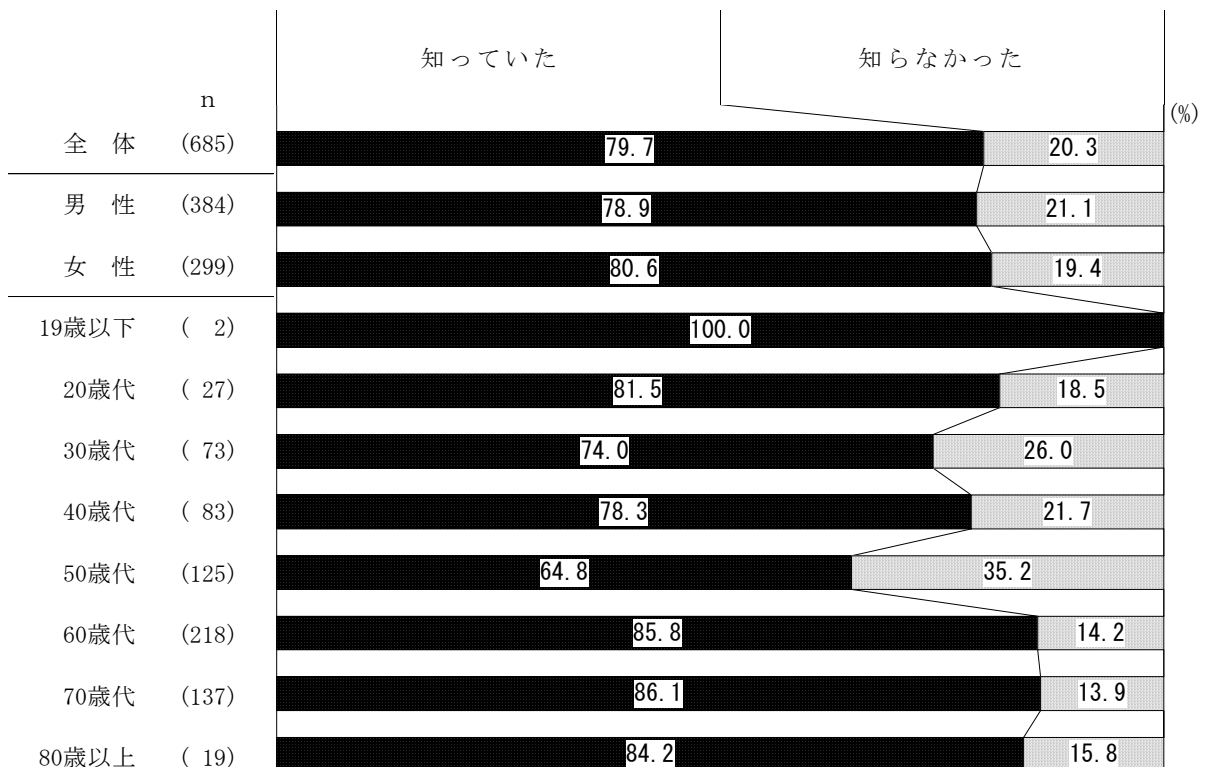 知っていた 知らなかった
n
(%)
全 体 (685) 79.7 20.3
男 性 (384) 78.9 21.1
女 性 (299) 80.6 19.4
19歳以下 ( 2) 100.0
20歳代 ( 27) 81.5 18.5
30歳代 ( 73) 74.0 26.0
40歳代 ( 83) 78.3 21.7
50歳代 (125) 64.8 35.2
60歳代 (218) 85.8 14.2
70歳代 (137) 86.1 13.9
80歳以上 ( 19) 84.2 15.8